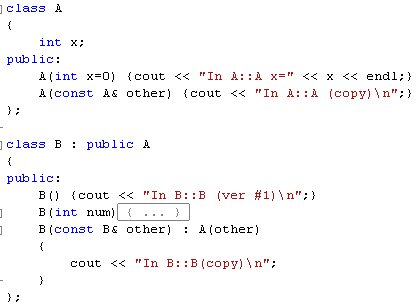 class A
{
int x;
public:
A(int x=0) {cout << "In A::A x=" << x << endl;}
A(const A& other) {cout << "In A::A (copy)\n";}
};
class B : public A
{
public:
B() {cout << "In B::B (ver #1)\n";}
B(int num){ ... }
B(const B& other) : A(other)
{
cout << "In B::B(copy)\n";
}
};